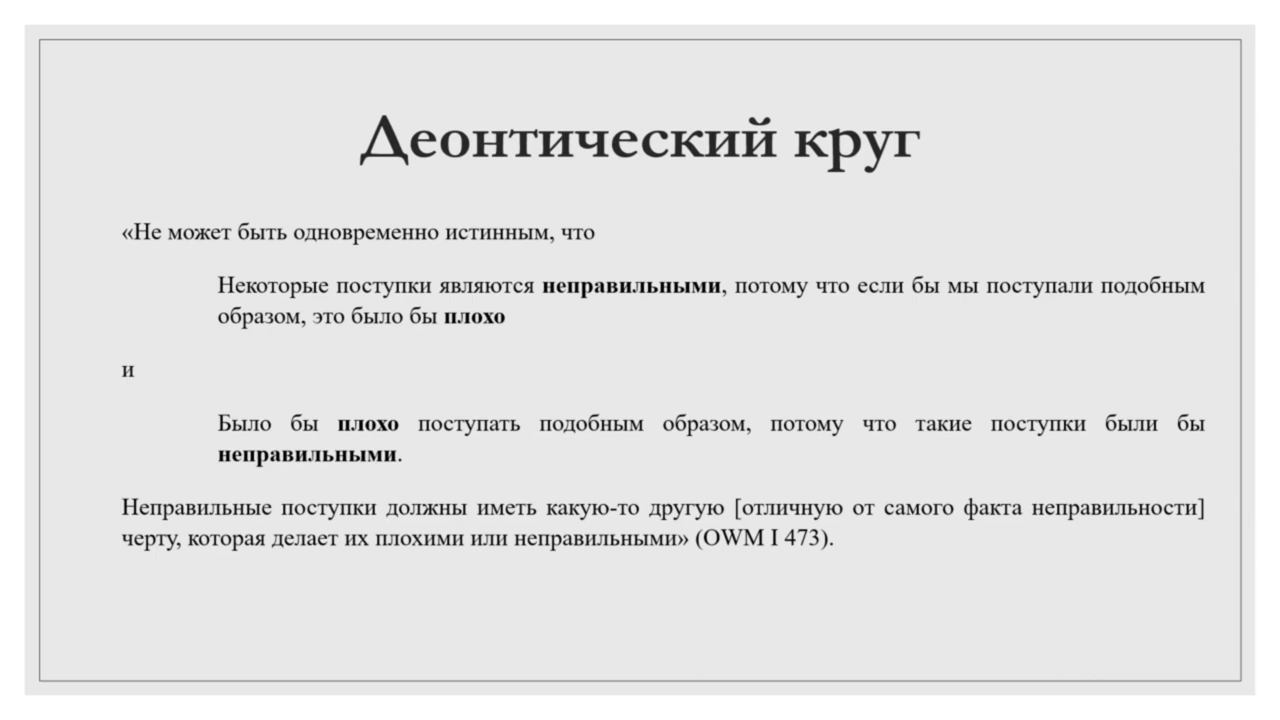 Деонтический круг
«Не может быть одновременно истинным, что
Некоторые поступки являются неправильными, потому что если бы мы поступали подобным
образом, это было бы плохо
и
Было бы плохо поступать подобным образом, потому что такие поступки были бы
неправильными.
Неправильные поступки должны иметь какую-то другую [отличную от самого факта неправильности]
черту, которая делает их плохими или неправильными» (OWM I 473).